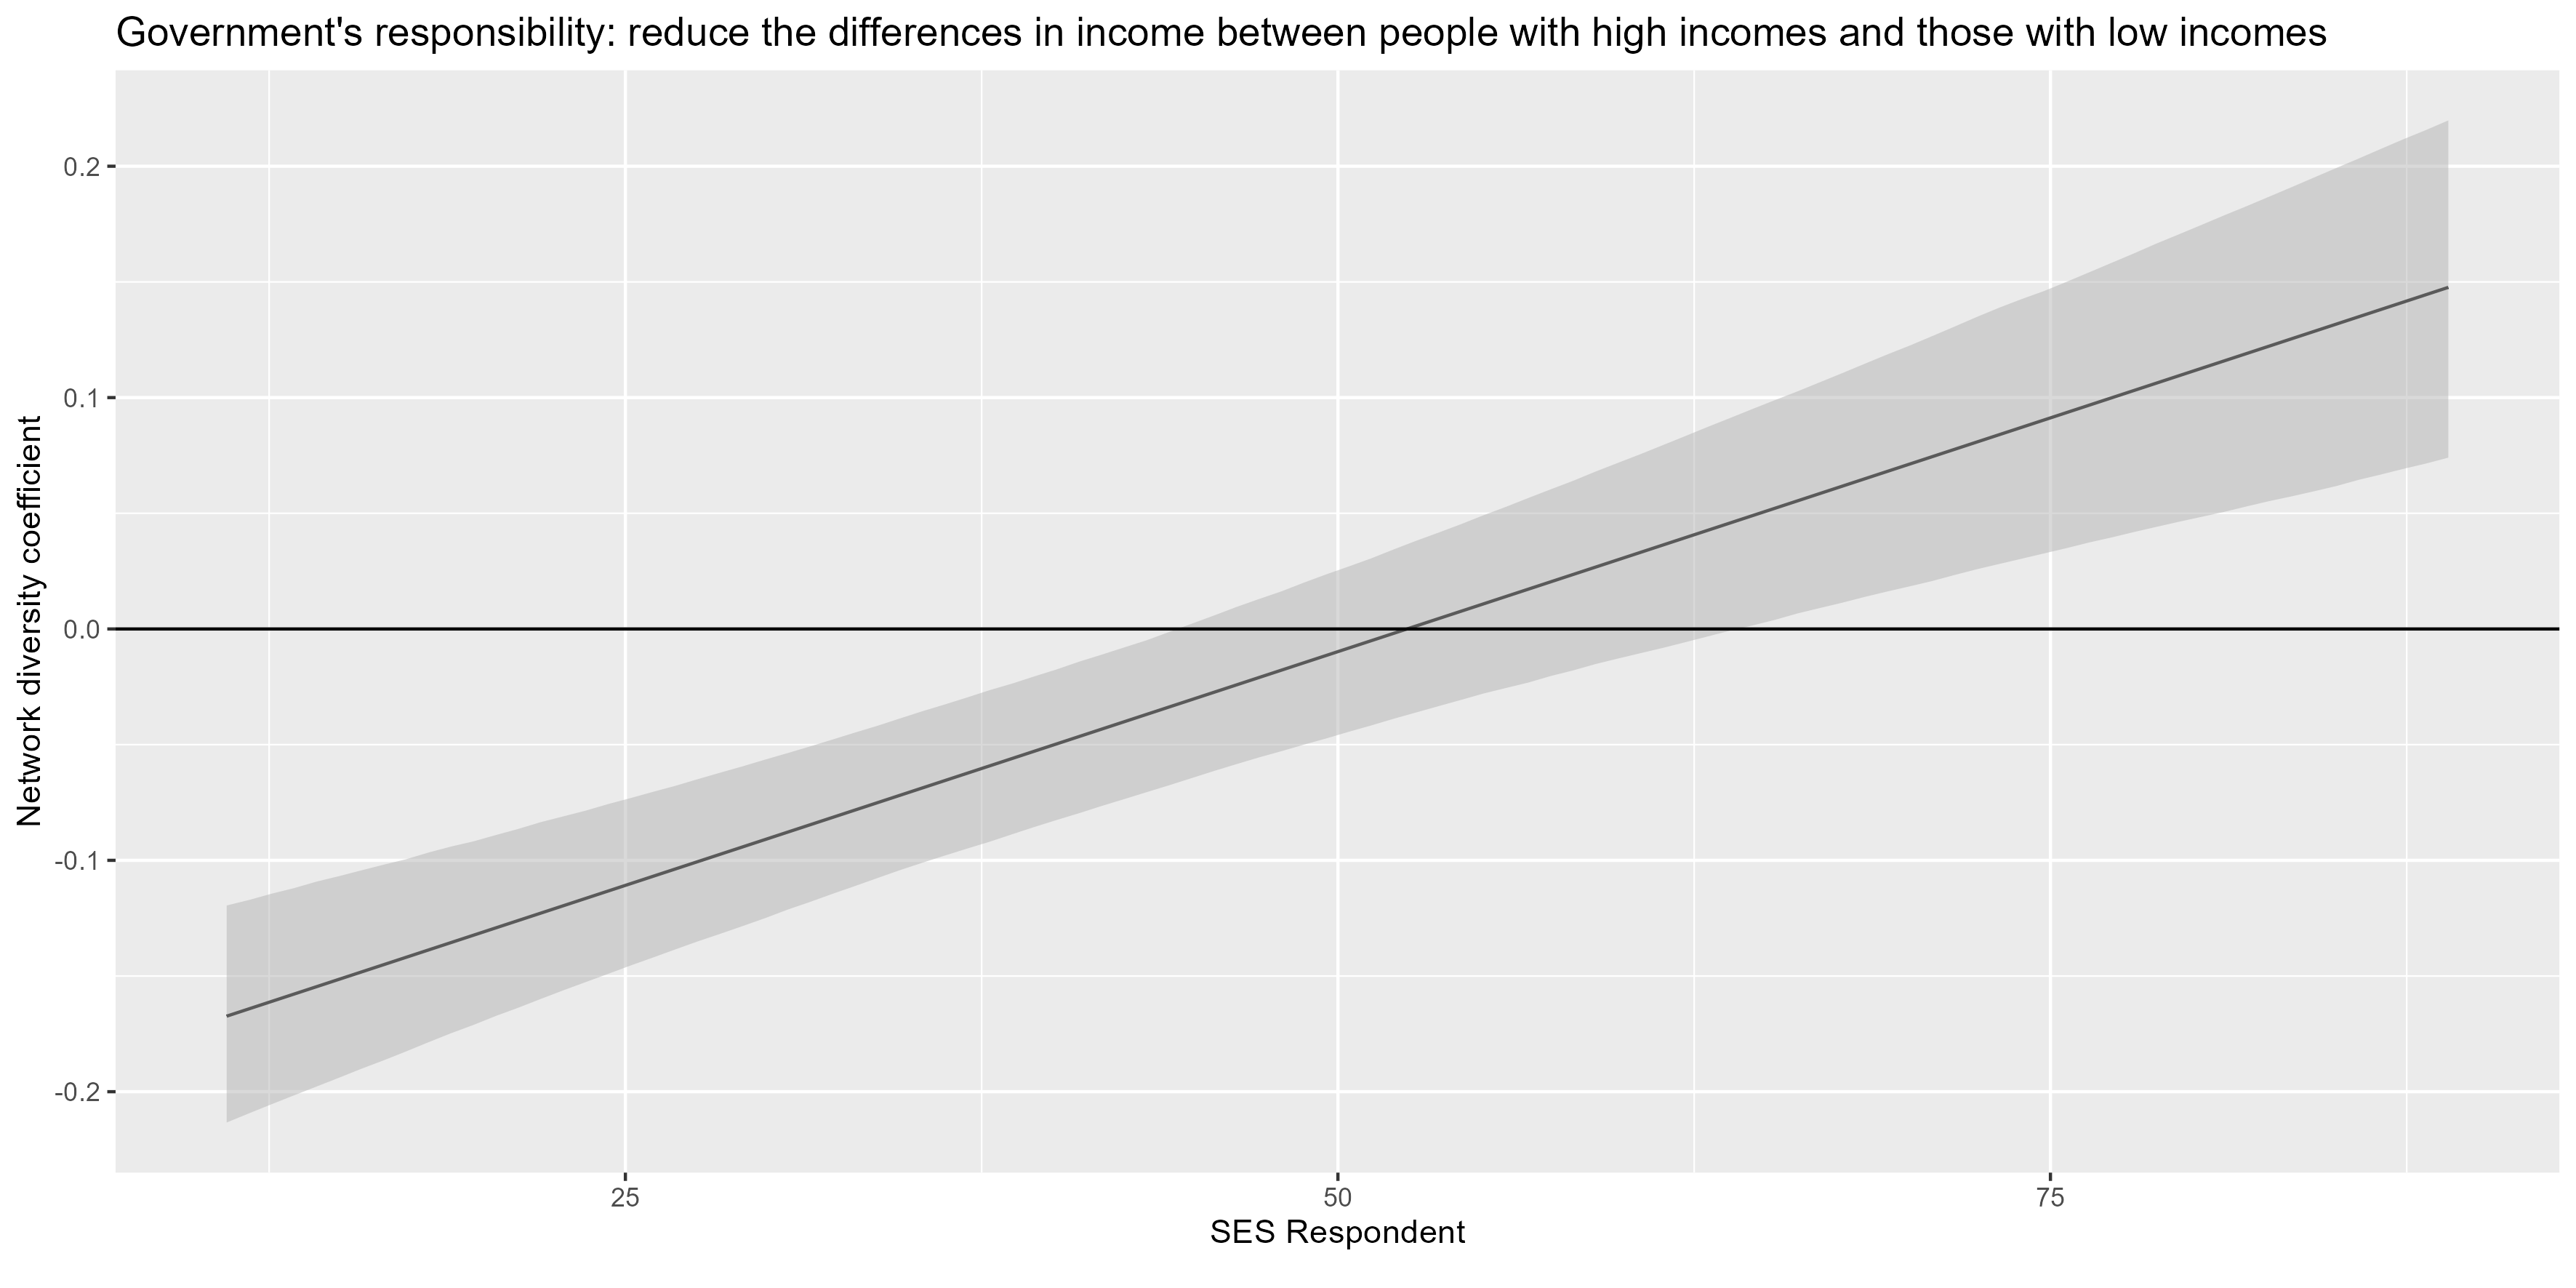 Government's responsibility: reduce the differences in income between people with high incomes and those with low incomes
Network diversity coefficient
0.2
0.1
0.0
-0.1
-0.2
25
50
75
SES Respondent